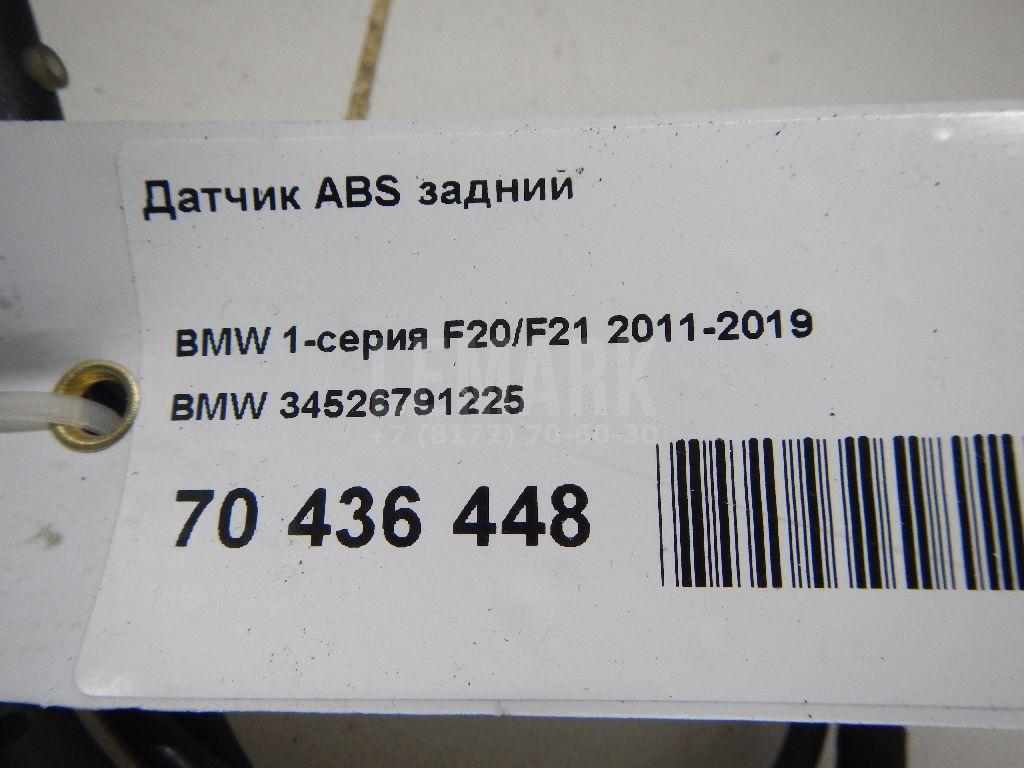 Датчик ABS задний
BMW 1-серия F20/F21 2011-2019
LEMARK
BMW 34526791225
+7 (8172) 70-60-30
70 436 448